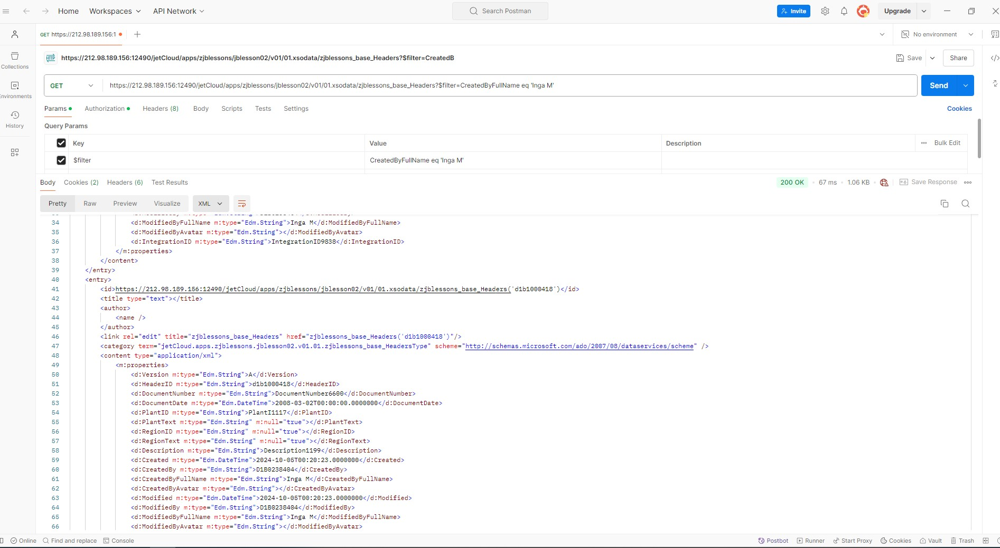 Home Workspaces API Network Search Postman Invite Upgrade
GET https://212.98.189.156:1 No environment
HTTP https://212.98.189.156:12490/jetCloud/apps/zjblessons/jblesson02/v01/01.xsodata/zjblessons_base_Headers?$filter=CreatedB Save Share
Collections
GET https://212.98.189.156:12490/jetCloud/apps/zjblessons/jblesson02/v01/01.xsodata/zjblessons_base_Headers?$filter=CreatedByFullName eq 'Inga M' Send
nvironments
Params Authorization Headers (8) Body Scripts Tests Settings Cookies
History
Query Params
Key Value Description Bulk Edit
$filter CreatedByFullName eq 'Inga M'
Body Cookies (2) Headers (6) Test Results 200 OK 67 ms 1.06 KB e.g. Save Response
Pretty Raw Preview Visualize XML
34 <d:ModifiedByFullName m:type="Edm.String">Inga M</d:ModifiedByFullName>
35 <d:ModifiedByAvatar m:type="Edm.String"></d:ModifiedByAvatar>
36 <d:IntegrationID m:type="Edm.String">IntegrationID9838</d:IntegrationID>
37 </m:properties>
38 </content>
39 </entry>
40 <entry>
41 <id>https://212.98.189.156:12490/jetCloud/apps/zjblessons/jblesson02/v01/01.xsodata/zjblessons_base_Headers('d1b1000418')</id>
42 <title type="text"></title>
43 <author>
44 <name />
45 </author>
46 <link rel="edit" title="zjblessons_base_Headers" href="zjblessons_base_Headers('d1b1000418')"/>
47 <category term="jetCloud.apps.zjblessons.jblesson02.v01.01.zjblessons_base_HeadersType" scheme="http://schemas.microsoft.com/ado/2007/08/dataservices/scheme" />
48 <content type="application/xml">
49 <m:properties>
50 <d:Version m:type="Edm.String">A</d:Version>
51 <d:HeaderID m:type="Edm.String">d1b1000418</d:HeaderID>
52 <d:DocumentNumber m:type="Edm.String">DocumentNumber6600</d:DocumentNumber>
53 <d:DocumentDate m:type="Edm.DateTime">2008-03-02T00:00:00.0000000</d:DocumentDate>
54 <d:PlantID m:type="Edm.String">PlantI1117</d:PlantID>
55 <d:PlantText m:type="Edm.String" m:null="true"></d:PlantText>
56 <d:RegionID m:type="Edm.String" m:null="true"></d:RegionID>
57 <d:RegionText m:type="Edm.String" m:null="true"></d:RegionText>
58 <d:Description m:type="Edm.String">Description1199</d:Description>
59 <d:Created m:type="Edm.DateTime">2024-10-05T00:20:23.0000000</d:Created>
60 <d:CreatedBy m:type="Edm.String">D1B0238404</d:CreatedBy>
61 <d:CreatedByFullName m:type="Edm.String">Inga M</d:CreatedByFullName>
62 <d:CreatedByAvatar m:type="Edm.String"></d:CreatedByAvatar>
63 <d:Modified m:type="Edm.DateTime">2024-10-05T00:20:23.0000000</d:Modified>
64 <d:ModifiedBy m:type="Edm.String">D1B0238404</d:ModifiedBy>
65 <d:ModifiedByFullName m:type="Edm.String">Inga M</d:ModifiedByFullName>
66 <d:ModifiedByAvatar m:type="Edm.String"></d:ModifiedByAvatar>
Online Find and replace Console Postbot Runner Start Proxy Cookies Vault Trash